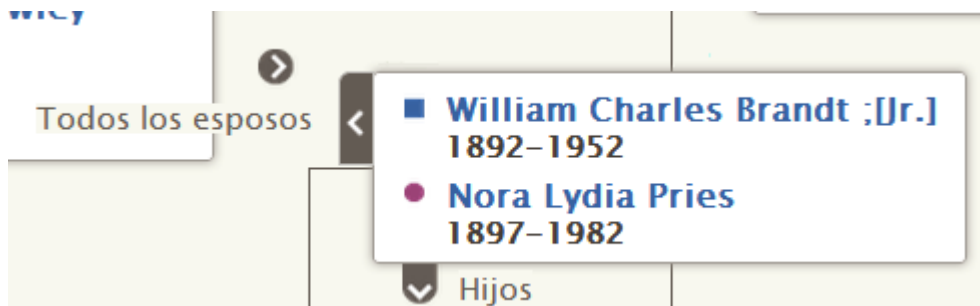 Todos los esposos
William Charles Brandt ;[Jr.]
1892–1952
Nora Lydia Pries
1897–1982
Hijos